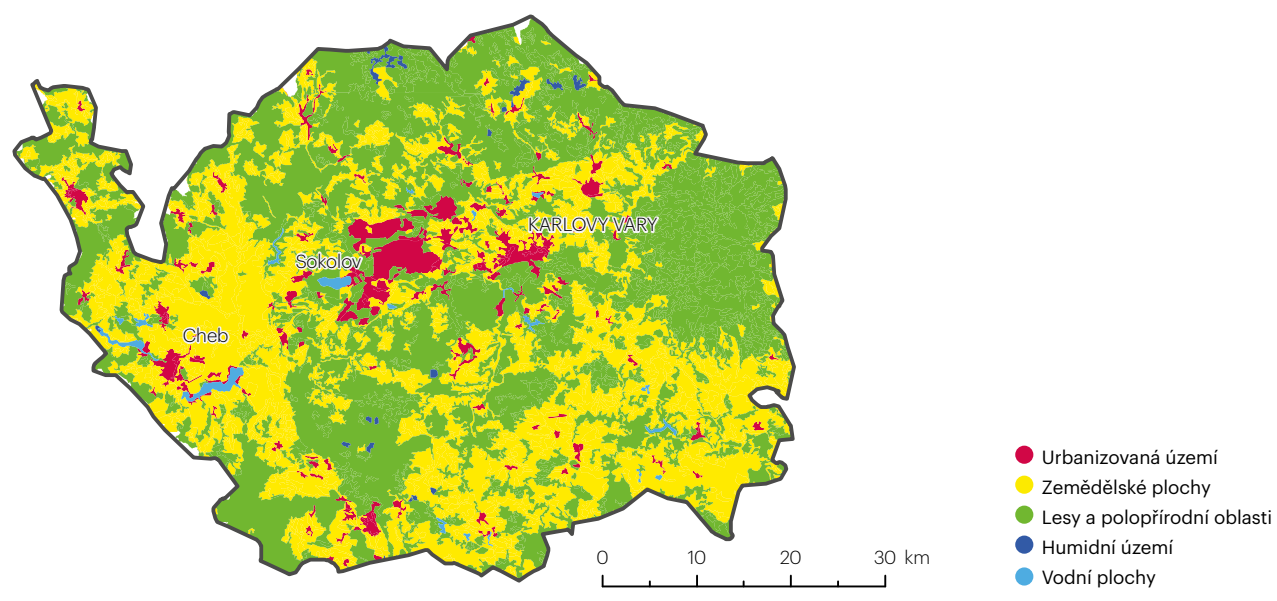 KARLOVY VARY
Sokolov
Cheb
Urbanizovaná území
Zemědělské plochy
Lesy a polopřírodní oblasti
Humidní území
Vodní plochy
0 10 20 30 km